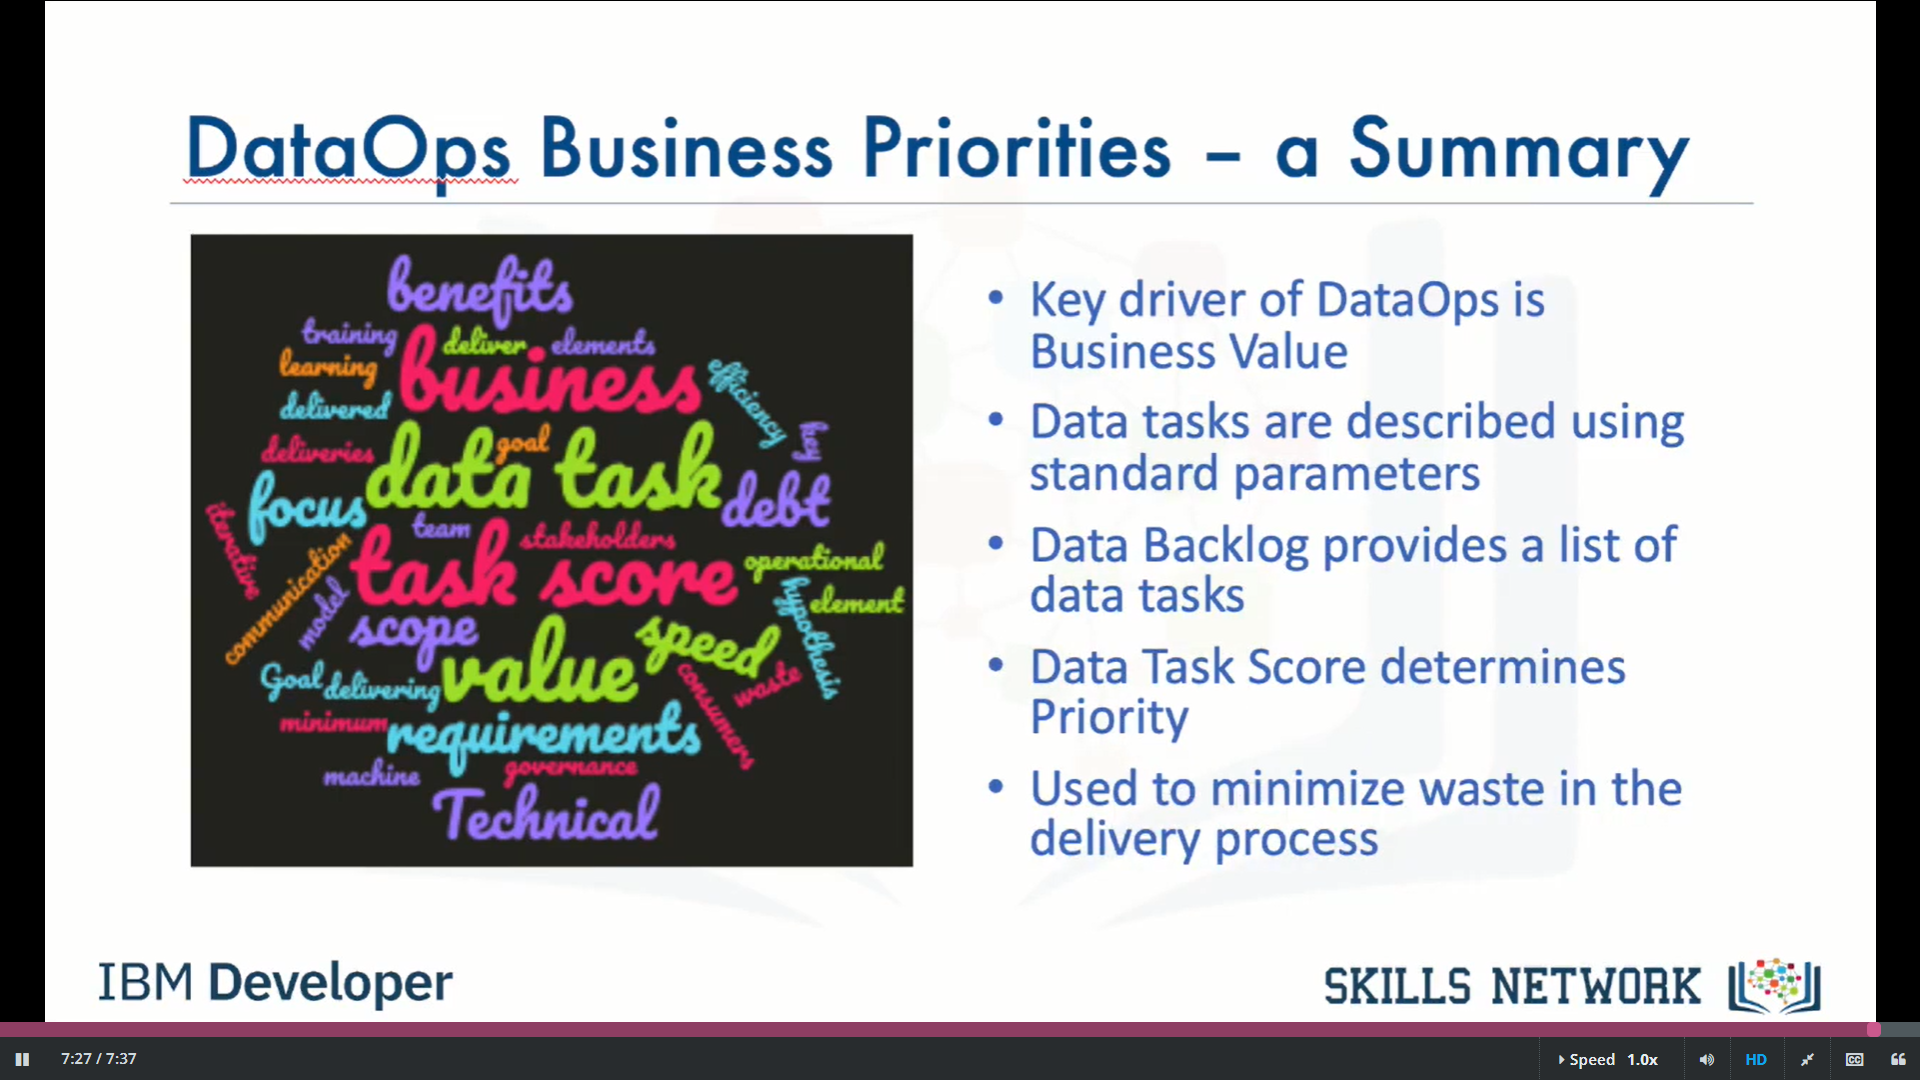 DataOps Business Priorities – a Summary
benefits
training
deliver
elements
learning
business
efficiency
delivered
key
deliveries
goal
data task
focus
debt
iterative
team
stakeholders
communication
task score
operational
model
hypothesis
element
scope
speed
value
Goal
delivering
consumers
waste
minimum
requirements
machine
governance
Technical
• Key driver of DataOps is
Business Value
• Data tasks are described using
standard parameters
• Data Backlog provides a list of
data tasks
• Data Task Score determines
Priority
• Used to minimize waste in the
delivery process
IBM Developer
SKILLS NETWORK
7:27 / 7:37
Speed 1.0x
HD
CC